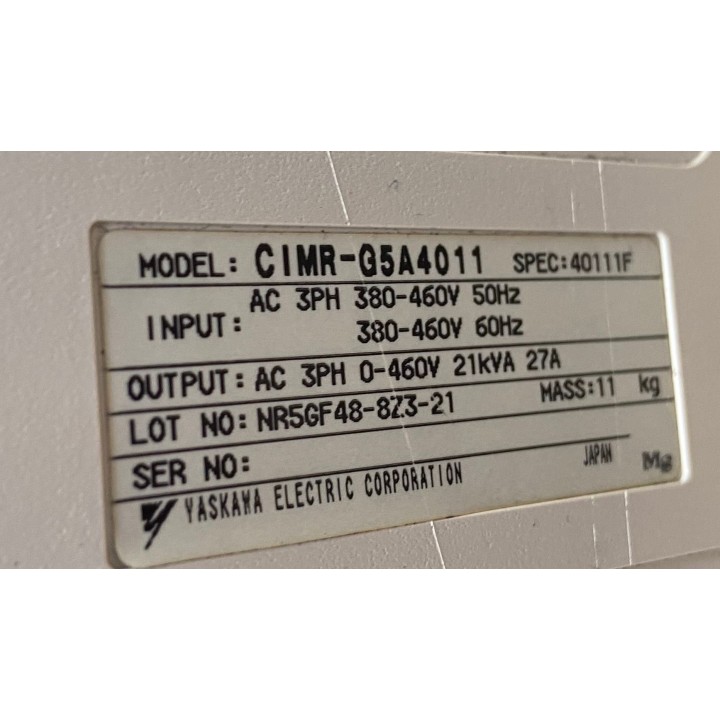 MODEL: CIMR-G5A4011 SPEC:40111F
INPUT: AC 3PH 380-460V 50Hz
380-460V 60Hz
OUTPUT: AC 3PH 0-460V 21kVA 27A
LOT NO: NR5GF48-8Z3-21 MASS:11 kg
SER NO:
YASKAWA ELECTRIC CORPORATION JAPAN